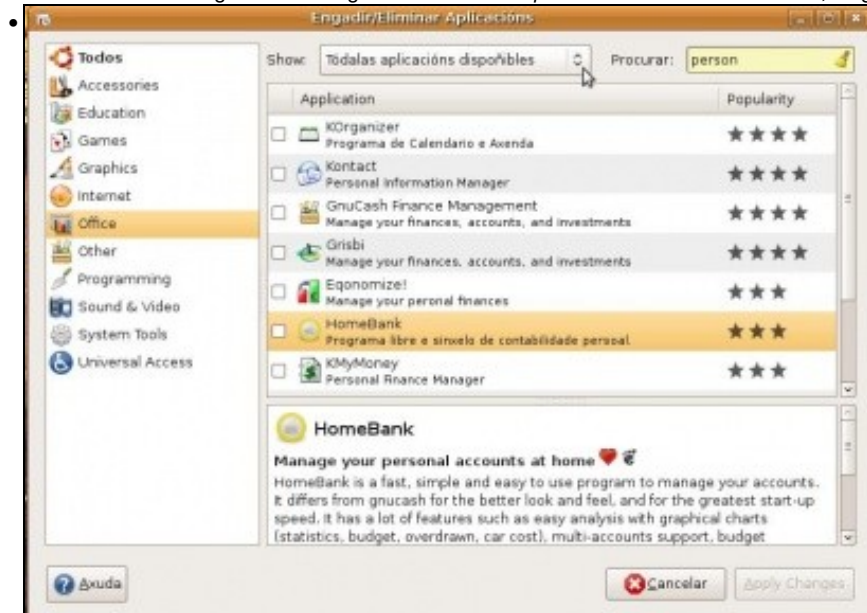 Engadir/Eliminar Aplicacións
Todos
Accessories
Education
Games
Graphics
Internet
Office
Other
Programming
Sound & Video
System Tools
Universal Access
Show: Tódalas aplicacións dispoñibles Procurar: person
Application Popularity
KOrganizer
Programa de Calendario e Axenda
Kontact
Personal Information Manager
GnuCash Finance Management
Manage your finances, accounts, and investments
Grisbi
Manage your finances, accounts, and investments
Eqonomize!
Manage your peronal finances
HomeBank
Programa libre e sinxelo de contabilidade persoal
KMyMoney
Personal Finance Manager
HomeBank
Manage your personal accounts at home
HomeBank is a fast, simple and easy to use program to manage your accounts.
It differs from gnucash for the better look and feel, and for the greatest start-up
speed. It has a lot of features such as easy analysis with graphical charts
(statistics, budget, overdrawn, car cost), multi-accounts support, budget
Axuda
Cancelar
Apply Changes